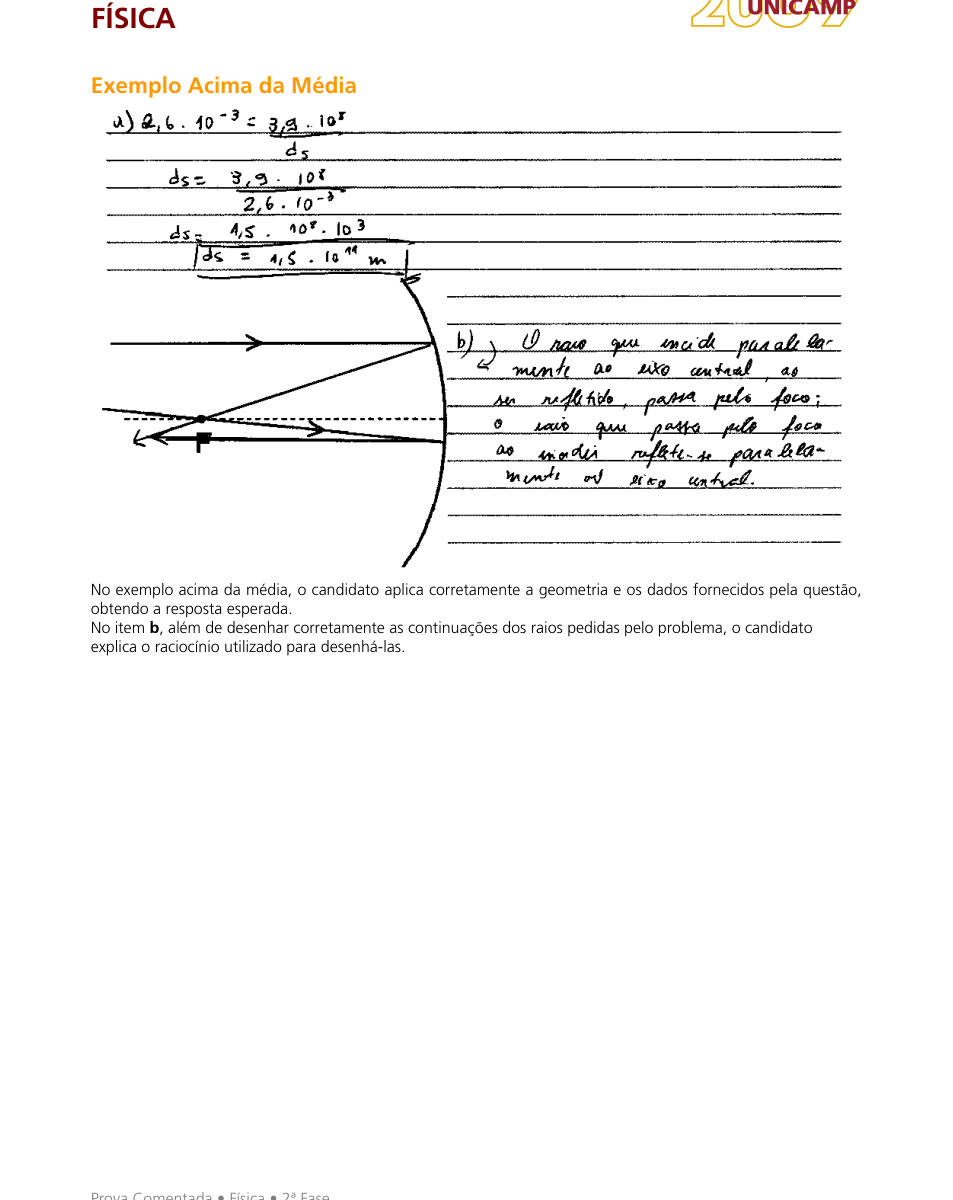 FÍSICA
2009
UNICAMP
Exemplo Acima da Média
a) 2,6 . 10⁻³ = 3,9 . 10⁸
ds
ds = 3,9 . 10⁸
2,6 . 10⁻³
ds = 1,5 . 10⁸ . 10³
ds = 1,5 . 10¹¹ m
F
b) O raio que incide paralela-
mente ao eixo central, ao
ser refletido, passa pelo foco;
o raio que passa pelo foco
ao incidir reflete-se paralela-
mente ao eixo central.
No exemplo acima da média, o candidato aplica corretamente a geometria e os dados fornecidos pela questão,
obtendo a resposta esperada.
No item b, além de desenhar corretamente as continuações dos raios pedidas pelo problema, o candidato
explica o raciocínio utilizado para desenhá-las.
Prova Comentada • Física • 2ª Fase